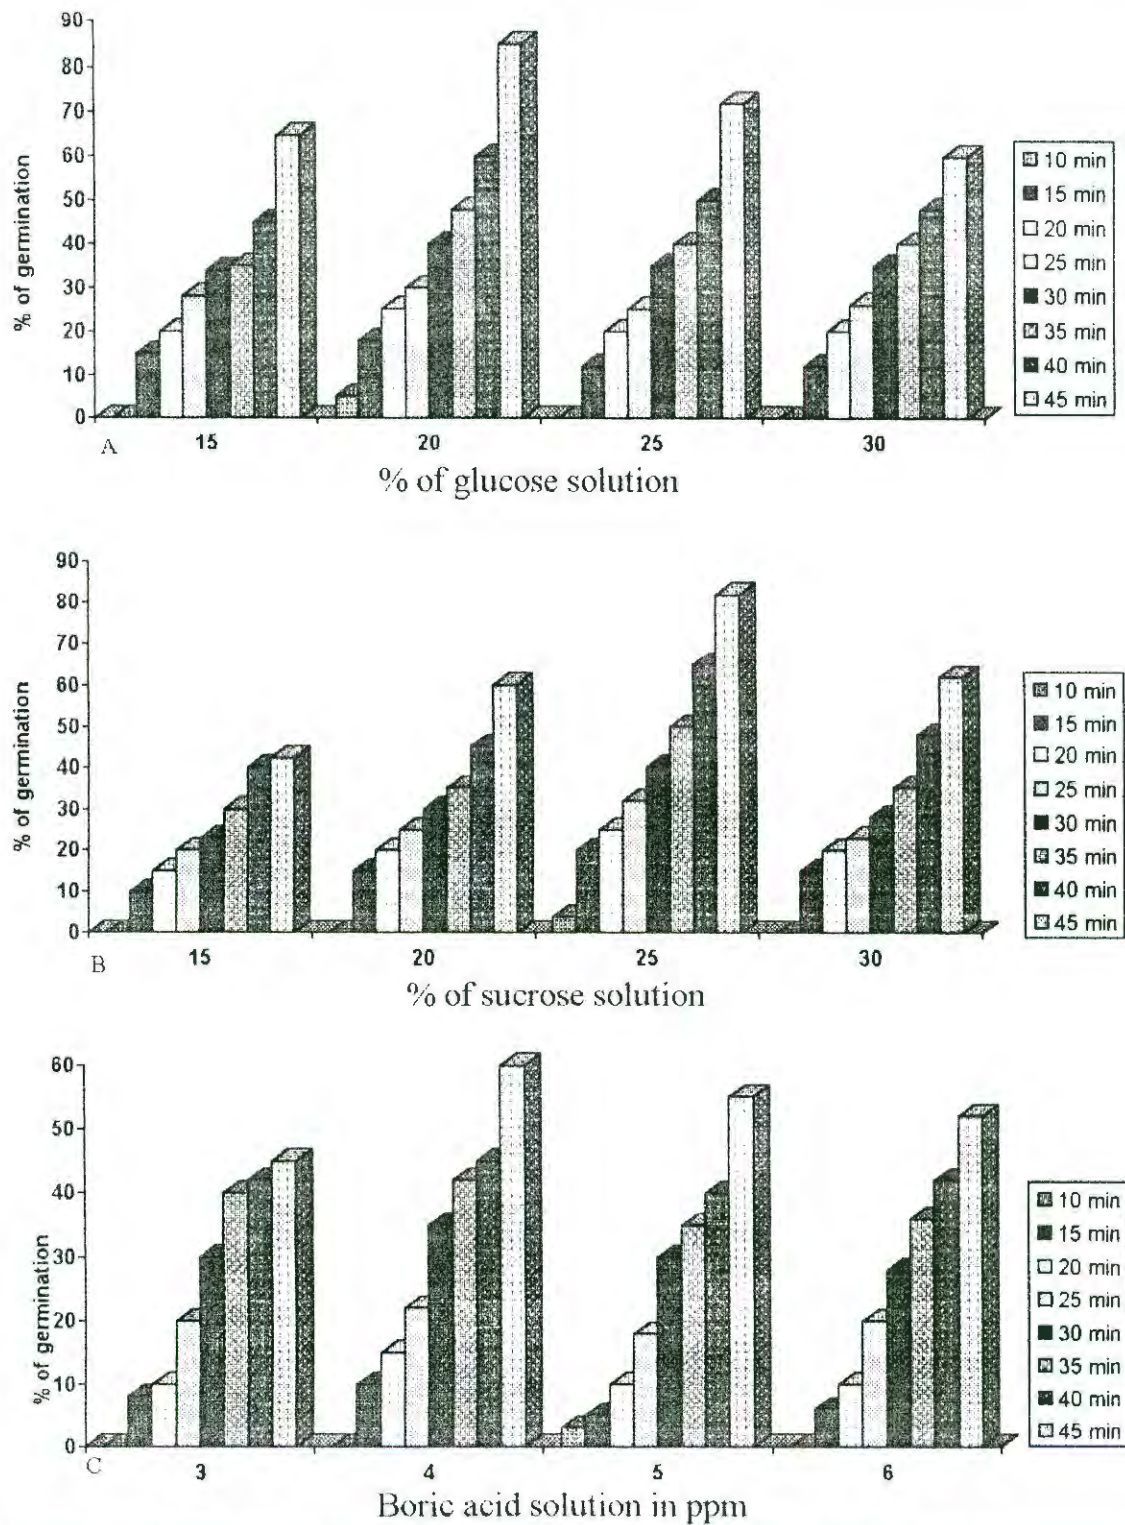 90
80
70
60
50
40
30
20
10
0
% of germination
A
15 20 25 30
% of glucose solution
10 min
15 min
20 min
25 min
30 min
35 min
40 min
45 min
90
80
70
60
50
40
30
20
10
0
% of germination
B
15 20 25 30
% of sucrose solution
10 min
15 min
20 min
25 min
30 min
35 min
40 min
45 min
60
50
40
30
20
10
0
% of germination
C
3 4 5 6
Boric acid solution in ppm
10 min
15 min
20 min
25 min
30 min
35 min
40 min
45 min